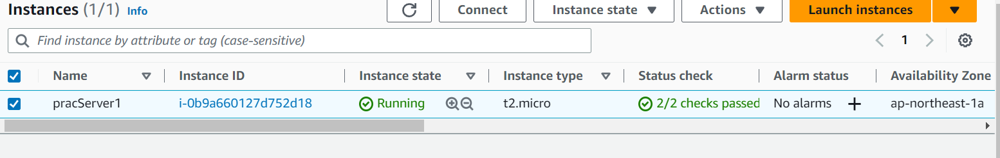 Instances (1/1) Info Connect Instance state Actions Launch instances
Find instance by attribute or tag (case-sensitive) 1
Name Instance ID Instance state Instance type Status check Alarm status Availability Zone
pracServer1 i-0b9a660127d752d18 Running t2.micro 2/2 checks passed No alarms ap-northeast-1a